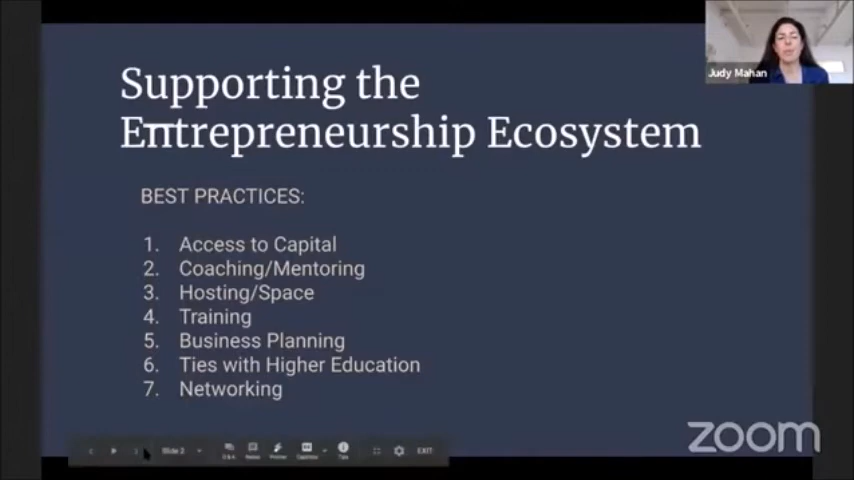 Supporting the
Entrepreneurship Ecosystem
BEST PRACTICES:
1. Access to Capital
2. Coaching/Mentoring
3. Hosting/Space
4. Training
5. Business Planning
6. Ties with Higher Education
7. Networking
Judy Mahan
zoom
Slide 3
EXIT